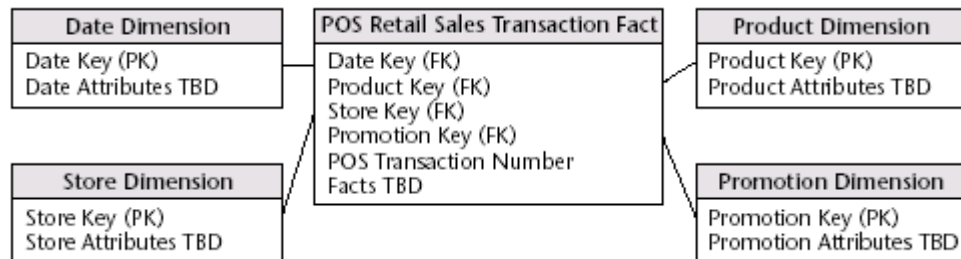 Date Dimension
Date Key (PK)
Date Attributes TBD
POS Retail Sales Transaction Fact
Date Key (FK)
Product Key (FK)
Store Key (FK)
Promotion Key (FK)
POS Transaction Number
Facts TBD
Product Dimension
Product Key (PK)
Product Attributes TBD
Store Dimension
Store Key (PK)
Store Attributes TBD
Promotion Dimension
Promotion Key (PK)
Promotion Attributes TBD